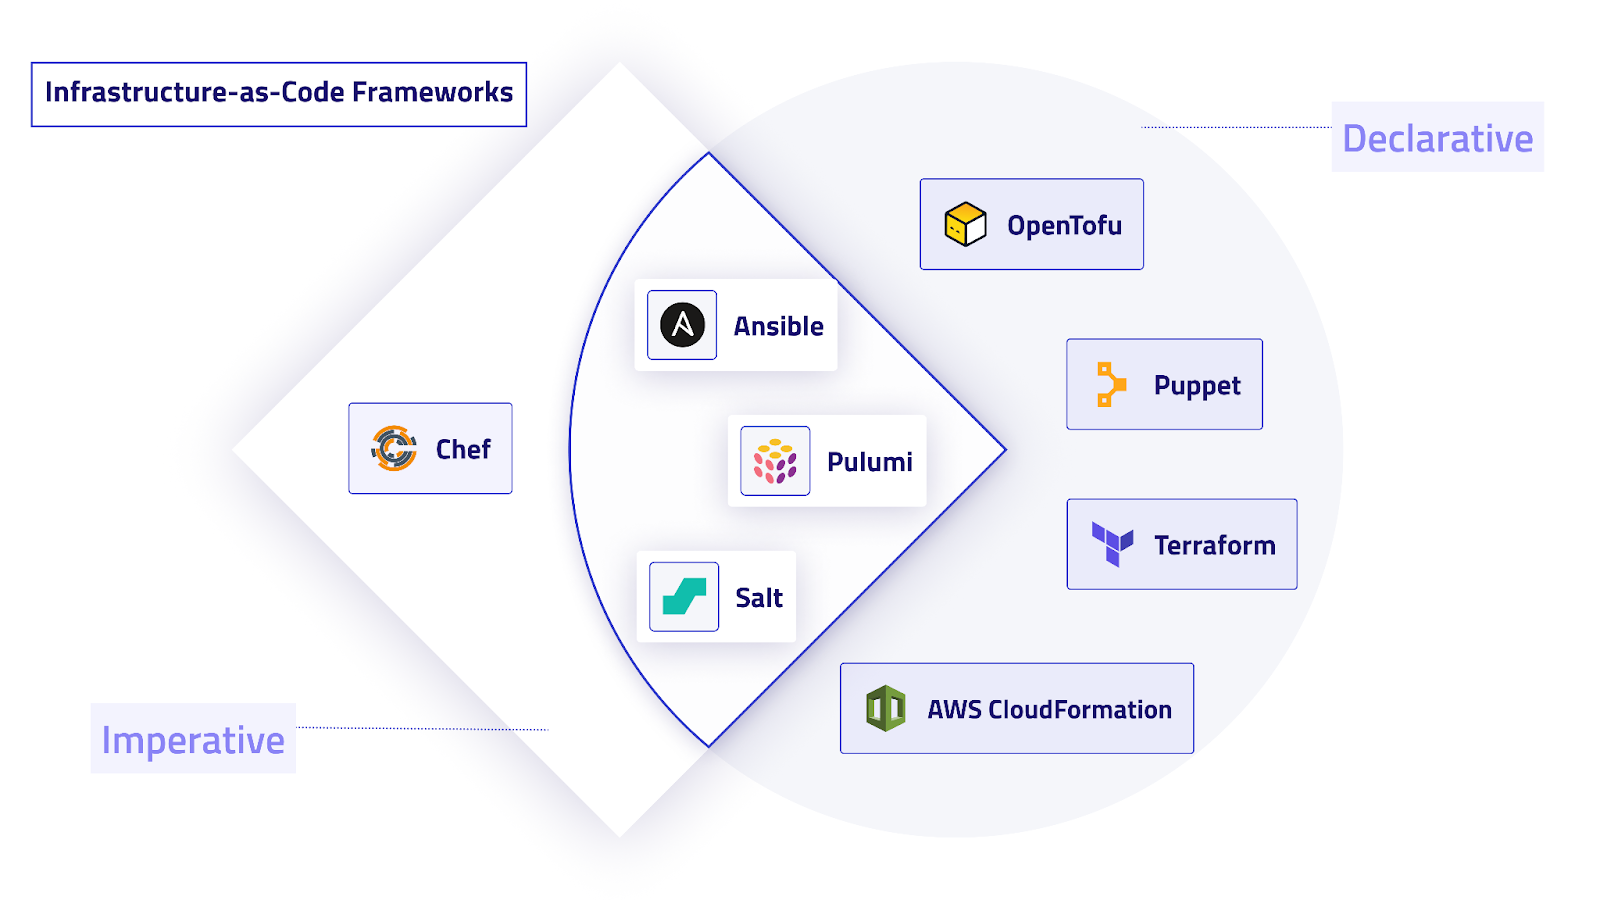 Infrastructure-as-Code Frameworks
Declarative
OpenTofu
Ansible
Puppet
Chef
Pulumi
Terraform
Salt
AWS CloudFormation
Imperative